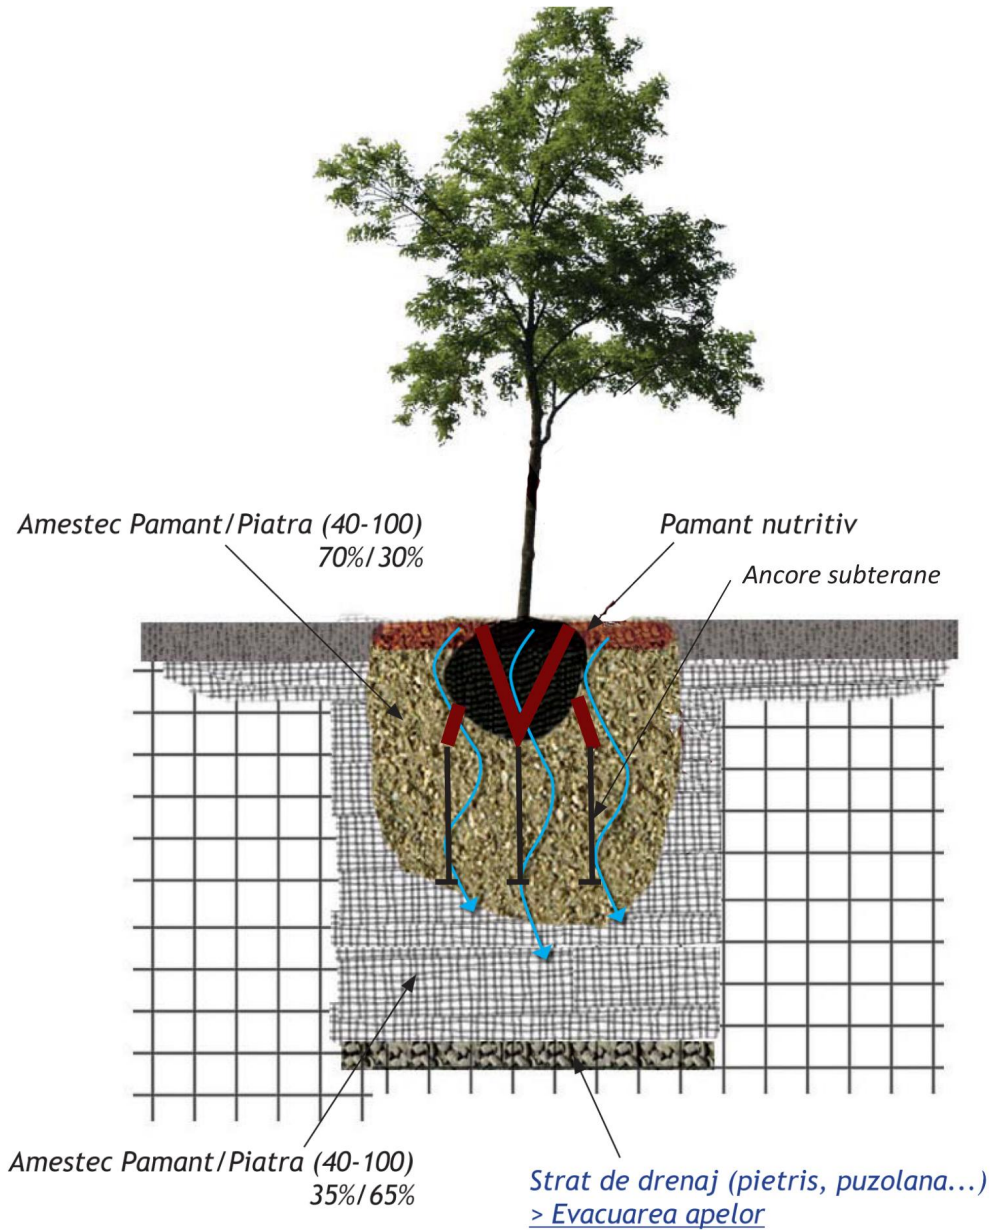 Amestec Pamant/Piatra (40-100)
70%/30%
Pamant nutritiv
Ancore subterane
Amestec Pamant/Piatra (40-100)
35%/65%
Strat de drenaj (pietris, puzolana...)
> Evacuarea apelor